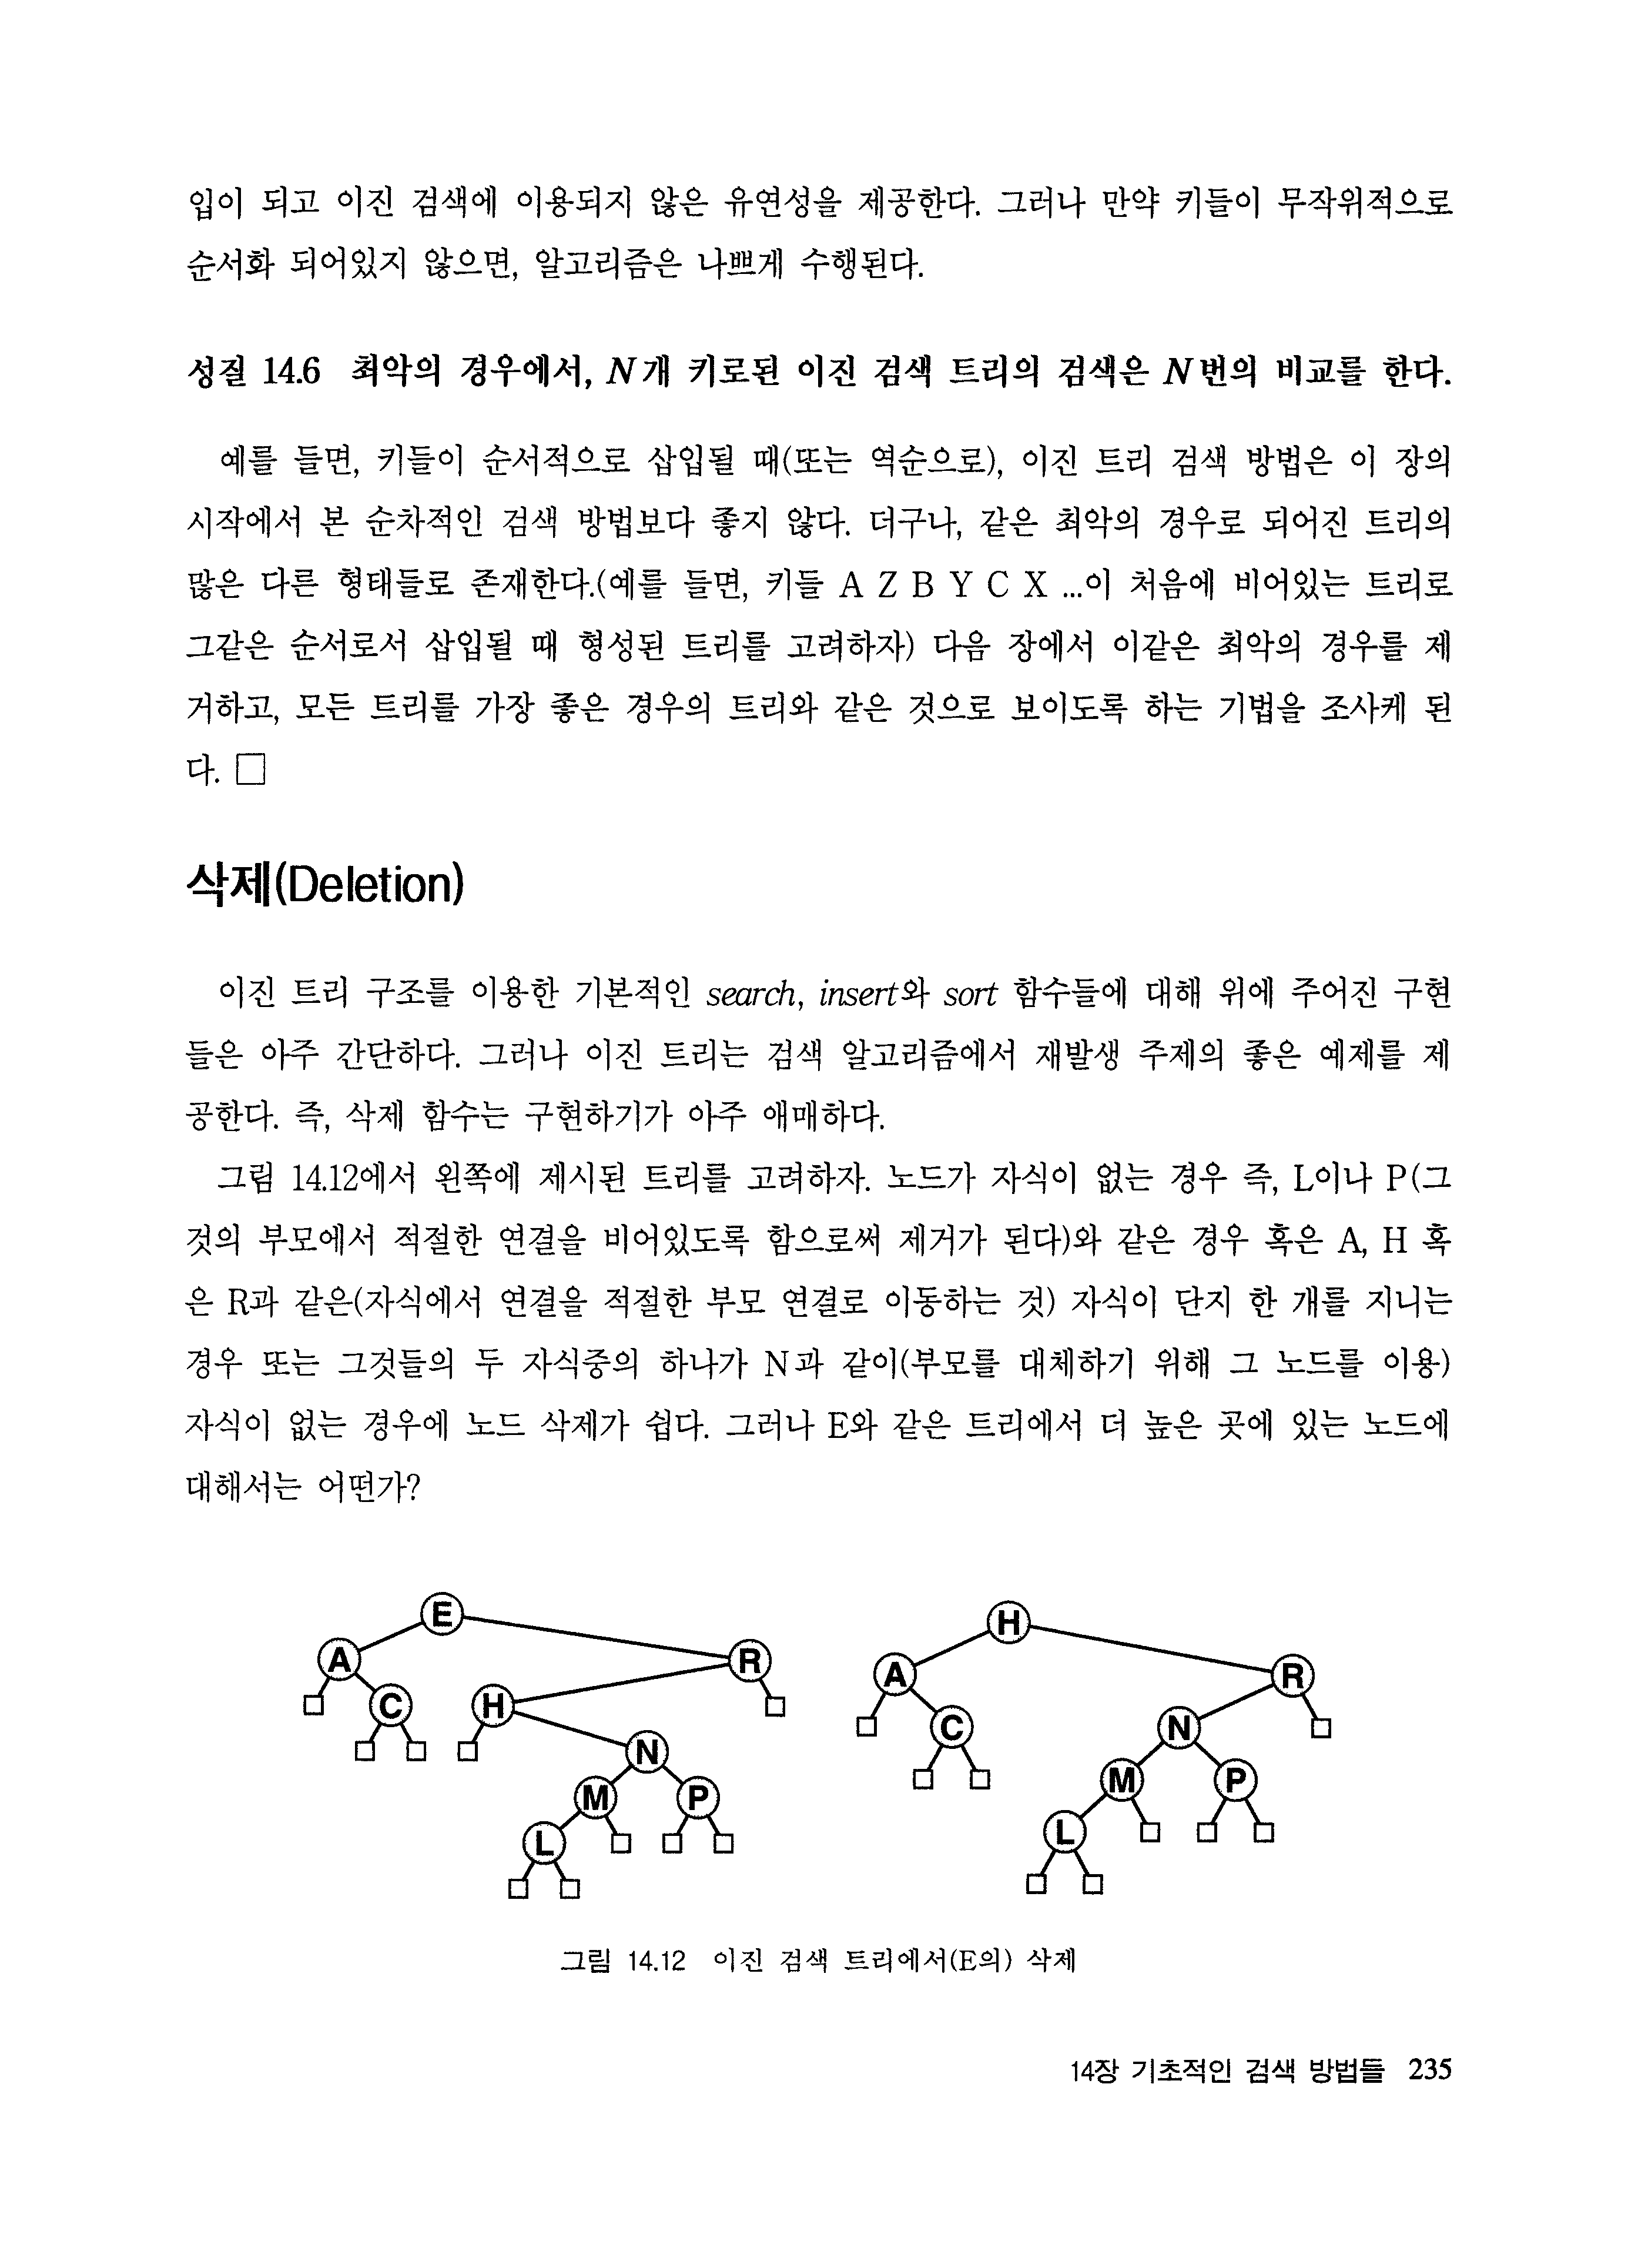 입이 되고 이진 검색에 이용되지 않은 유연성을 제공한다. 그러나 만약 키들이 무작위적으로
순서화 되어있지 않으면, 알고리즘은 나쁘게 수행된다.
성질 14.6 최악의 경우에서, N개 키로된 이진 검색 트리의 검색은 N번의 비교를 한다.
예를 들면, 키들이 순서적으로 삽입될 때(또는 역순으로), 이진 트리 검색 방법은 이 장의
시작에서 본 순차적인 검색 방법보다 좋지 않다. 더구나, 같은 최악의 경우로 되어진 트리의
많은 다른 형태들로 존재한다.(예를 들면, 키들 A Z B Y C X ...이 처음에 비어있는 트리로
그같은 순서로서 삽입될 때 형성된 트리를 고려하자) 다음 장에서 이같은 최악의 경우를 제
거하고, 모든 트리를 가장 좋은 경우의 트리와 같은 것으로 보이도록 하는 기법을 조사케 된
다. □
삭제(Deletion)
이진 트리 구조를 이용한 기본적인 search, insert와 sort 함수들에 대해 위에 주어진 구현
들은 아주 간단하다. 그러나 이진 트리는 검색 알고리즘에서 재발생 주제의 좋은 예제를 제
공한다. 즉, 삭제 함수는 구현하기가 아주 애매하다.
그림 14.12에서 왼쪽에 제시된 트리를 고려하자. 노드가 자식이 없는 경우 즉, L이나 P(그
것의 부모에서 적절한 연결을 비어있도록 함으로써 제거가 된다)와 같은 경우 혹은 A, H 혹
은 R과 같은(자식에서 연결을 적절한 부모 연결로 이동하는 것) 자식이 단지 한 개를 지니는
경우 또는 그것들의 두 자식중의 하나가 N과 같이(부모를 대체하기 위해 그 노드를 이용)
자식이 없는 경우에 노드 삭제가 쉽다. 그러나 E와 같은 트리에서 더 높은 곳에 있는 노드에
대해서는 어떤가?
E H
A R A R
C H C N
N M P
M P L
L
그림 14.12 이진 검색 트리에서(E의) 삭제
14장 기초적인 검색 방법들 235